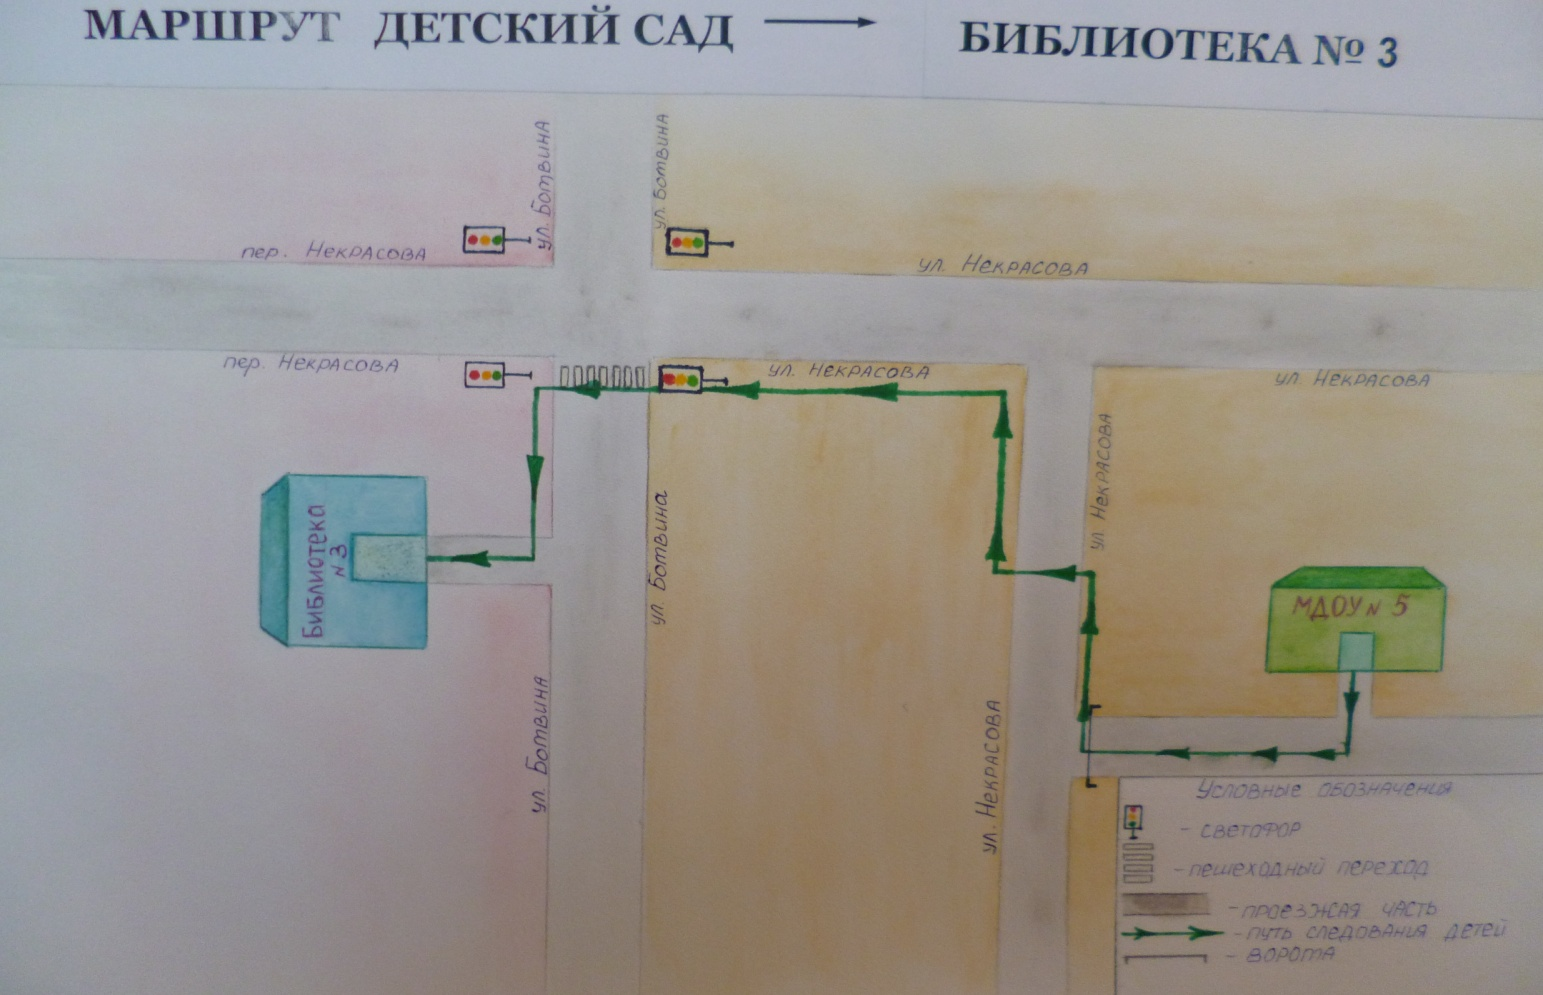 МАРШРУТ ДЕТСКИЙ САД → БИБЛИОТЕКА № 3
ул. Ботвина
ул. Ботвина
пер. Некрасова
ул. Некрасова
пер. Некрасова
ул. Некрасова
ул. Некрасова
ул. Некрасова
ул. Ботвина
Библиотека
N 3
МДОУ N 5
ул. Ботвина
ул. Некрасова
Условные обозначения
- светофор
- пешеходный переход
- проезжая часть
- путь следования детей
- ворота